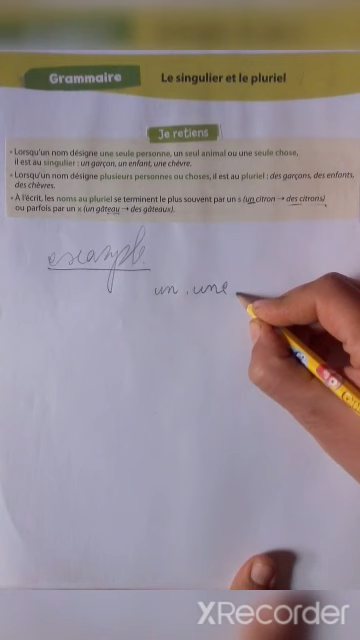 Grammaire Le singulier et le pluriel
Je retiens
• Lorsqu'un nom désigne une seule personne, un seul animal ou une seule chose,
il est au singulier : un garçon, un enfant, une chèvre.
• Lorsqu'un nom désigne plusieurs personnes ou choses, il est au pluriel : des garçons, des enfants,
des chèvres.
• À l'écrit, les noms au pluriel se terminent le plus souvent par un s (un citron → des citrons)
ou parfois par un x (un gâteau → des gâteaux).
example
un . une
XRecorder